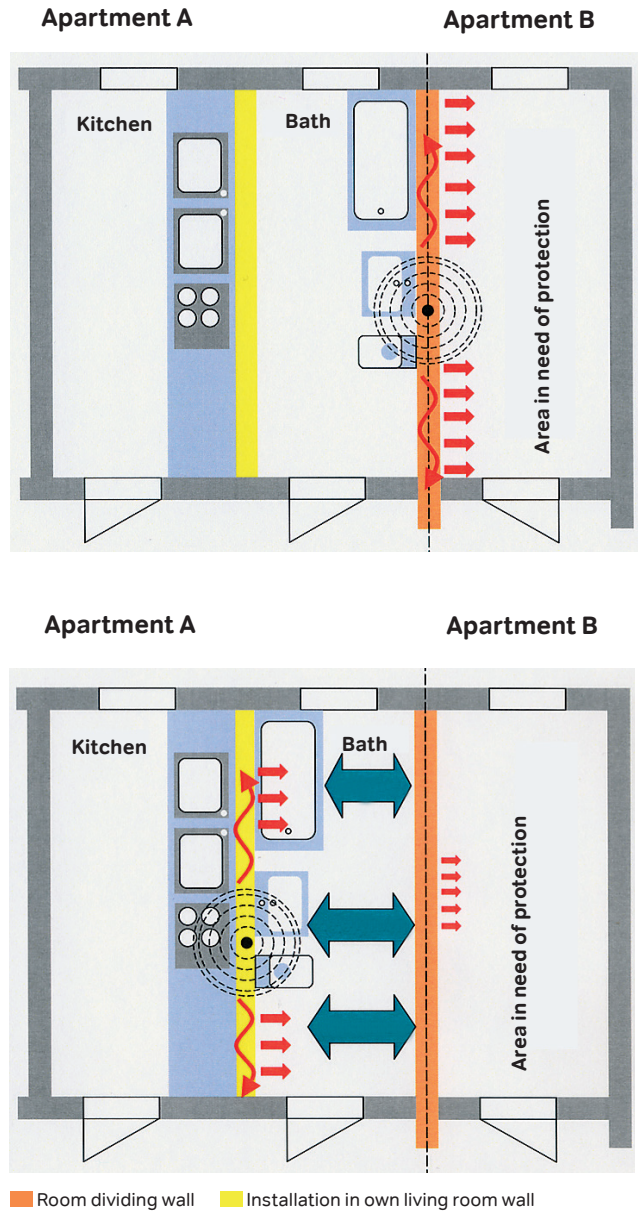 Apartment A
Apartment B
Kitchen
Bath
Area in need of protection
Apartment A
Apartment B
Kitchen
Bath
Area in need of protection
Room dividing wall
Installation in own living room wall